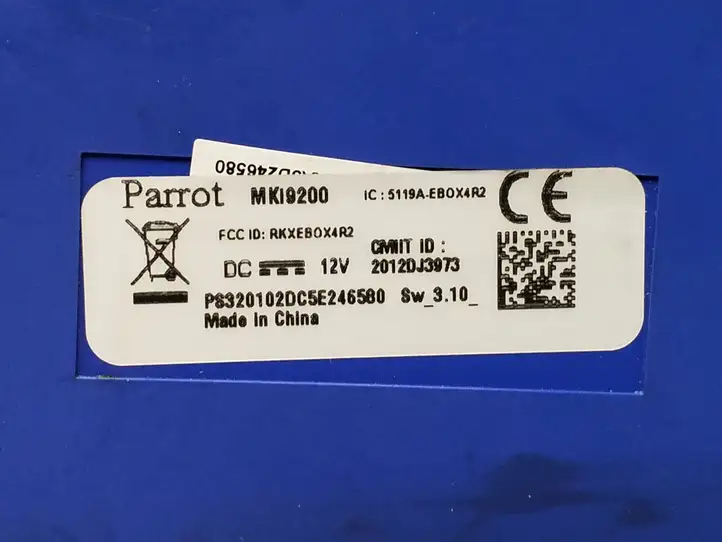 Parrot MKI9200 IC : 5119A-EBOX4R2
FCC ID: RKXEBOX4R2
CMIIT ID :
DC 12V 2012DJ3973
PS320102DC5E246580 Sw_3.10_
Made in China
CE